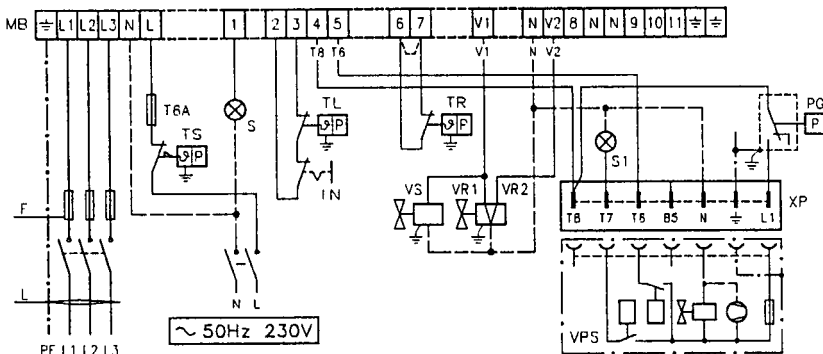 MB ⏚ L1 L2 L3 N L 1 2 3 4 5 6 7 V1 N V2 8 N N 9 10 11 ⏚ ⏚
T8 T6 V1 N V2
T6A
S
TS
TL
TR
PG
ϑ P
ϑ P
ϑ P
P
IN
S1
VS VR1 VR2
XP
T8 T7 T6 B5 N ⏚ L1
F
L
N L
VPS
∼ 50Hz 230V
PE L1 L2 L3